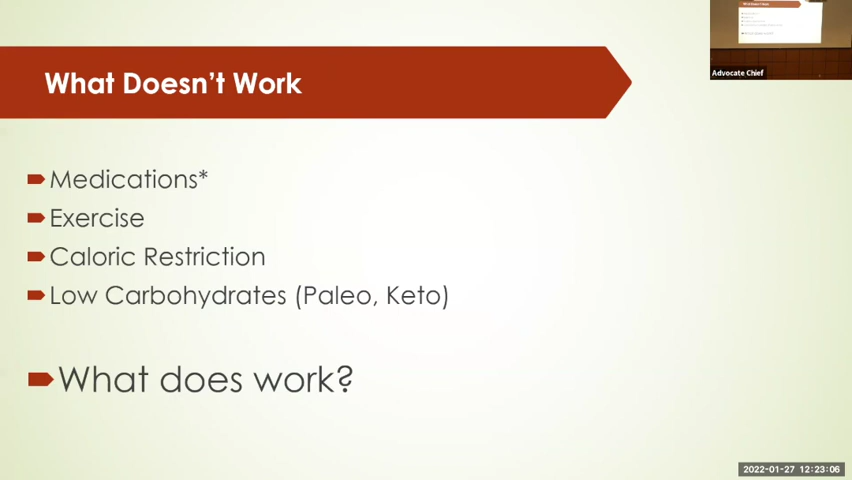 What Doesn't Work
Advocate Chief
Medications*
Exercise
Caloric Restriction
Low Carbohydrates (Paleo, Keto)
What does work?
2022-01-27 12:23:06